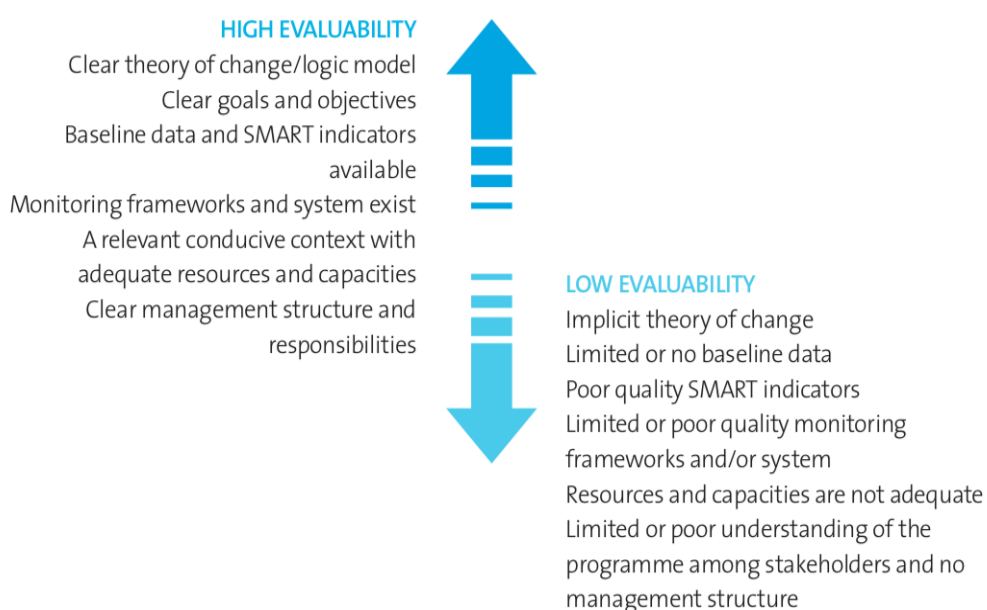 HIGH EVALUABILITY
Clear theory of change/logic model
Clear goals and objectives
Baseline data and SMART indicators
available
Monitoring frameworks and system exist
A relevant conducive context with
adequate resources and capacities
Clear management structure and
responsibilities
LOW EVALUABILITY
Implicit theory of change
Limited or no baseline data
Poor quality SMART indicators
Limited or poor quality monitoring
frameworks and/or system
Resources and capacities are not adequate
Limited or poor understanding of the
programme among stakeholders and no
management structure